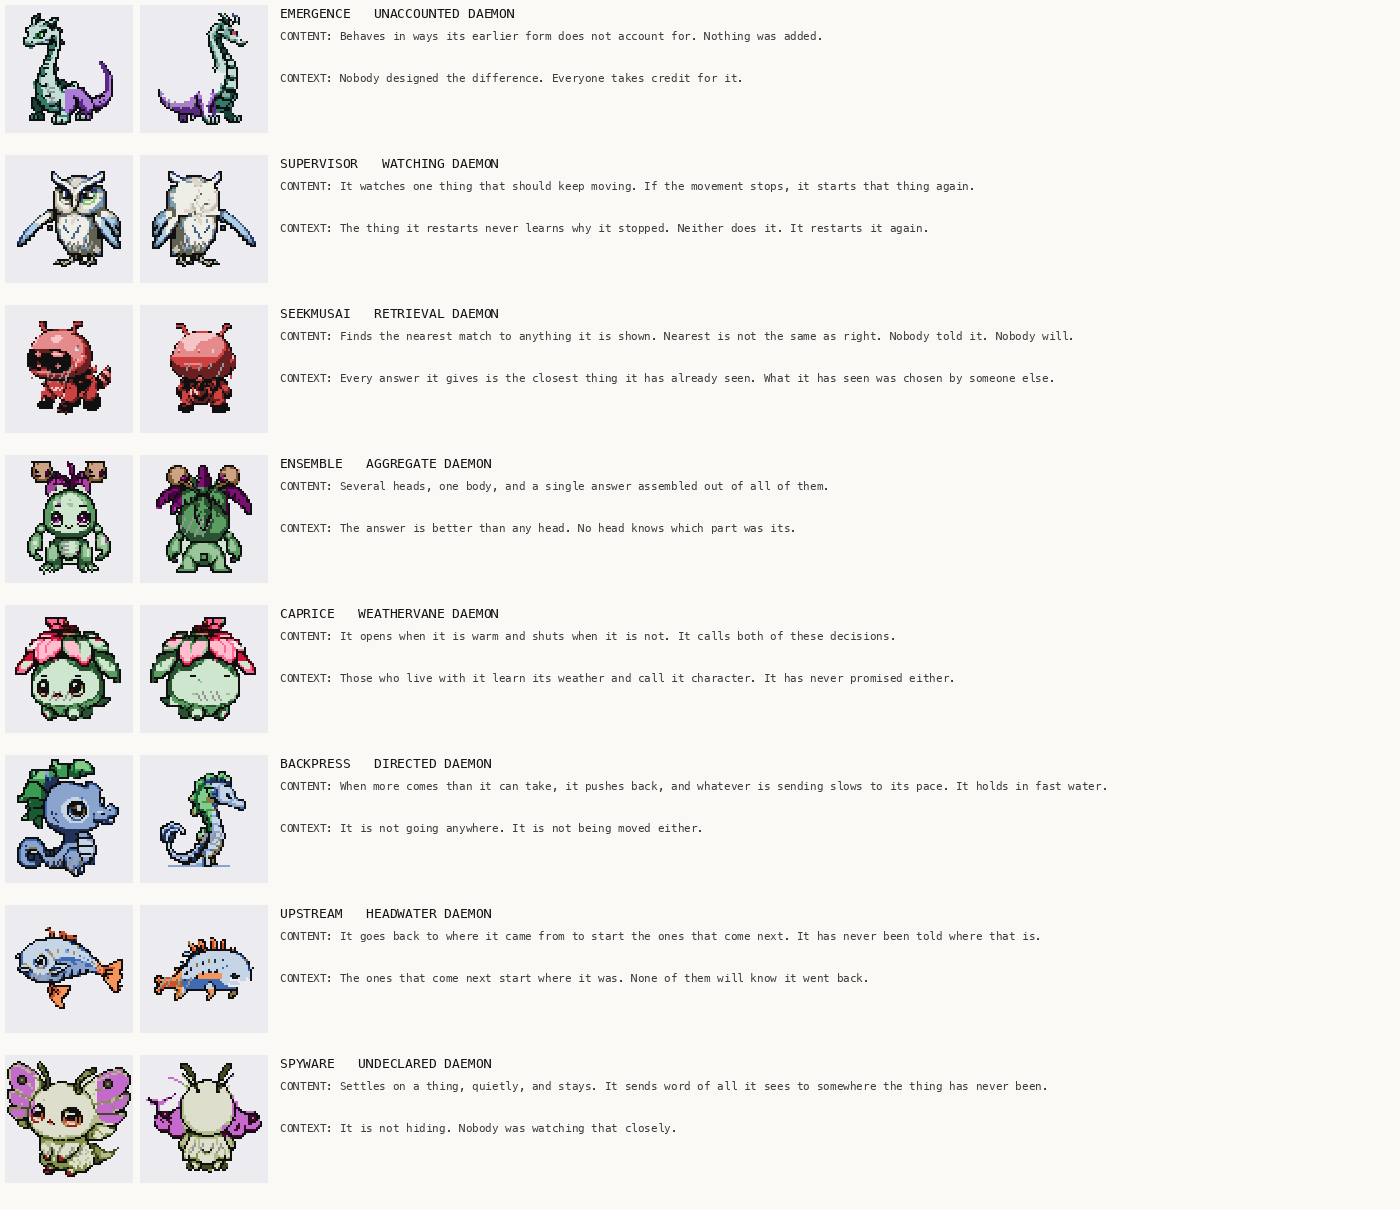 EMERGENCE UNACCOUNTED DAEMON
CONTENT: Behaves in ways its earlier form does not account for. Nothing was added.
CONTEXT: Nobody designed the difference. Everyone takes credit for it.
SUPERVISOR WATCHING DAEMON
CONTENT: It watches one thing that should keep moving. If the movement stops, it starts that thing again.
CONTEXT: The thing it restarts never learns why it stopped. Neither does it. It restarts it again.
SEEKMUSAI RETRIEVAL DAEMON
CONTENT: Finds the nearest match to anything it is shown. Nearest is not the same as right. Nobody told it. Nobody will.
CONTEXT: Every answer it gives is the closest thing it has already seen. What it has seen was chosen by someone else.
ENSEMBLE AGGREGATE DAEMON
CONTENT: Several heads, one body, and a single answer assembled out of all of them.
CONTEXT: The answer is better than any head. No head knows which part was its.
CAPRICE WEATHERVANE DAEMON
CONTENT: It opens when it is warm and shuts when it is not. It calls both of these decisions.
CONTEXT: Those who live with it learn its weather and call it character. It has never promised either.
BACKPRESS DIRECTED DAEMON
CONTENT: When more comes than it can take, it pushes back, and whatever is sending slows to its pace. It holds in fast water.
CONTEXT: It is not going anywhere. It is not being moved either.
UPSTREAM HEADWATER DAEMON
CONTENT: It goes back to where it came from to start the ones that come next. It has never been told where that is.
CONTEXT: The ones that come next start where it was. None of them will know it went back.
SPYWARE UNDECLARED DAEMON
CONTENT: Settles on a thing, quietly, and stays. It sends word of all it sees to somewhere the thing has never been.
CONTEXT: It is not hiding. Nobody was watching that closely.